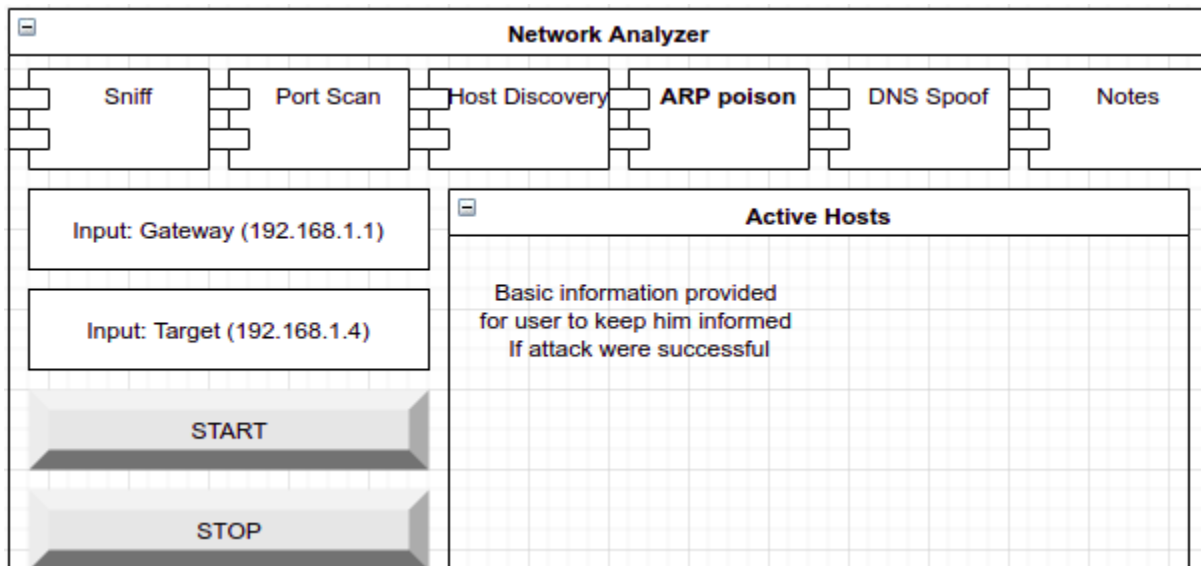 Network Analyzer
Sniff
Port Scan
Host Discovery
ARP poison
DNS Spoof
Notes
Input: Gateway (192.168.1.1)
Active Hosts
Basic information provided
for user to keep him informed
If attack were successful
Input: Target (192.168.1.4)
START
STOP